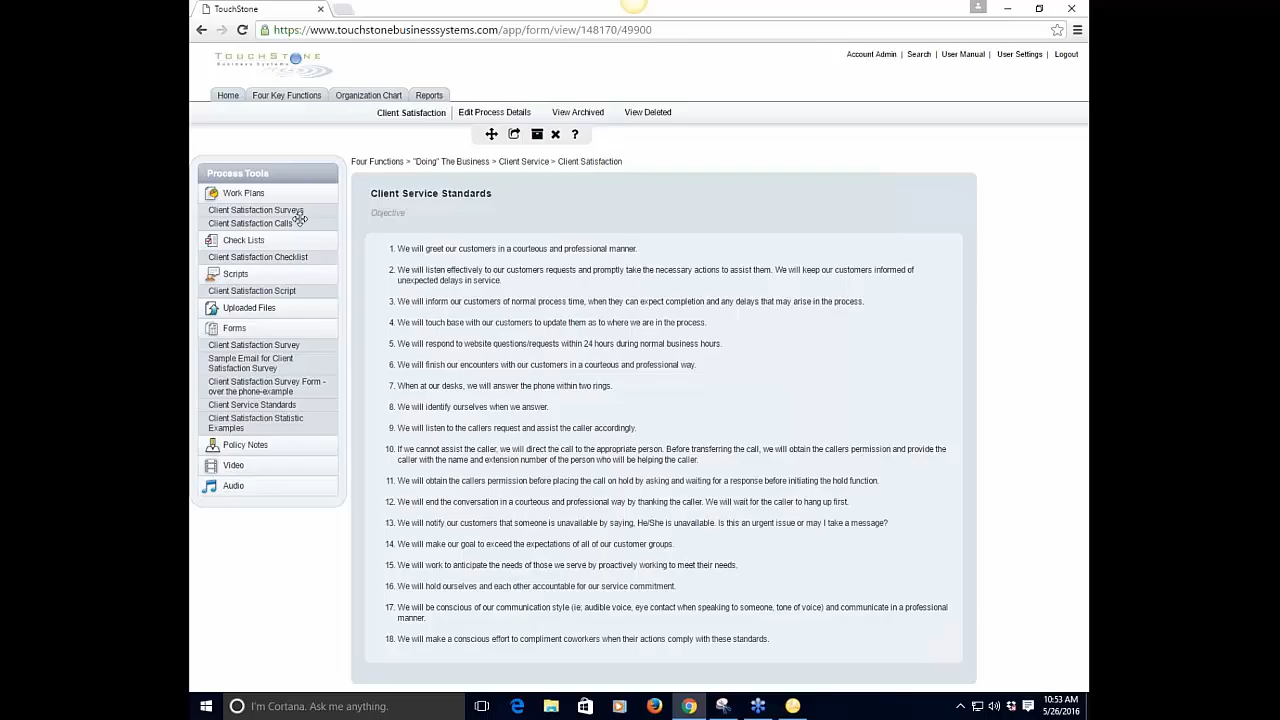 TouchStone
https://www.touchstonebusinesssystems.com/app/form/view/148170/49900
TOUCHSTONE
Business Systems
Account Admin | Search | User Manual | User Settings | Logout
Home Four Key Functions Organization Chart Reports
Client Satisfaction | Edit Process Details View Archived View Deleted
Four Functions > "Doing" The Business > Client Service > Client Satisfaction
Process Tools
Work Plans
Client Satisfaction Surveys
Client Satisfaction Calls
Check Lists
Client Satisfaction Checklist
Scripts
Client Satisfaction Script
Uploaded Files
Forms
Client Satisfaction Survey
Sample Email for Client
Satisfaction Survey
Client Satisfaction Survey Form -
over the phone-example
Client Service Standards
Client Satisfaction Statistic
Examples
Policy Notes
Video
Audio
Client Service Standards
Objective
1. We will greet our customers in a courteous and professional manner.
2. We will listen effectively to our customers requests and promptly take the necessary actions to assist them. We will keep our customers informed of
unexpected delays in service.
3. We will inform our customers of normal process time, when they can expect completion and any delays that may arise in the process.
4. We will touch base with our customers to update them as to where we are in the process.
5. We will respond to website questions/requests within 24 hours during normal business hours.
6. We will finish our encounters with our customers in a courteous and professional way.
7. When at our desks, we will answer the phone within two rings.
8. We will identify ourselves when we answer.
9. We will listen to the callers request and assist the caller accordingly.
10. If we cannot assist the caller, we will direct the call to the appropriate person. Before transferring the call, we will obtain the callers permission and provide the
caller with the name and extension number of the person who will be helping the caller.
11. We will obtain the callers permission before placing the call on hold by asking and waiting for a response before initiating the hold function.
12. We will end the conversation in a courteous and professional way by thanking the caller. We will wait for the caller to hang up first.
13. We will notify our customers that someone is unavailable by saying, He/She is unavailable. Is this an urgent issue or may I take a message?
14. We will make our goal to exceed the expectations of all of our customer groups.
15. We will work to anticipate the needs of those we serve by proactively working to meet their needs.
16. We will hold ourselves and each other accountable for our service commitment.
17. We will be conscious of our communication style (ie; audible voice, eye contact when speaking to someone, tone of voice) and communicate in a professional
manner.
18. We will make a conscious effort to compliment coworkers when their actions comply with these standards.
I'm Cortana. Ask me anything.
10:53 AM
5/26/2016